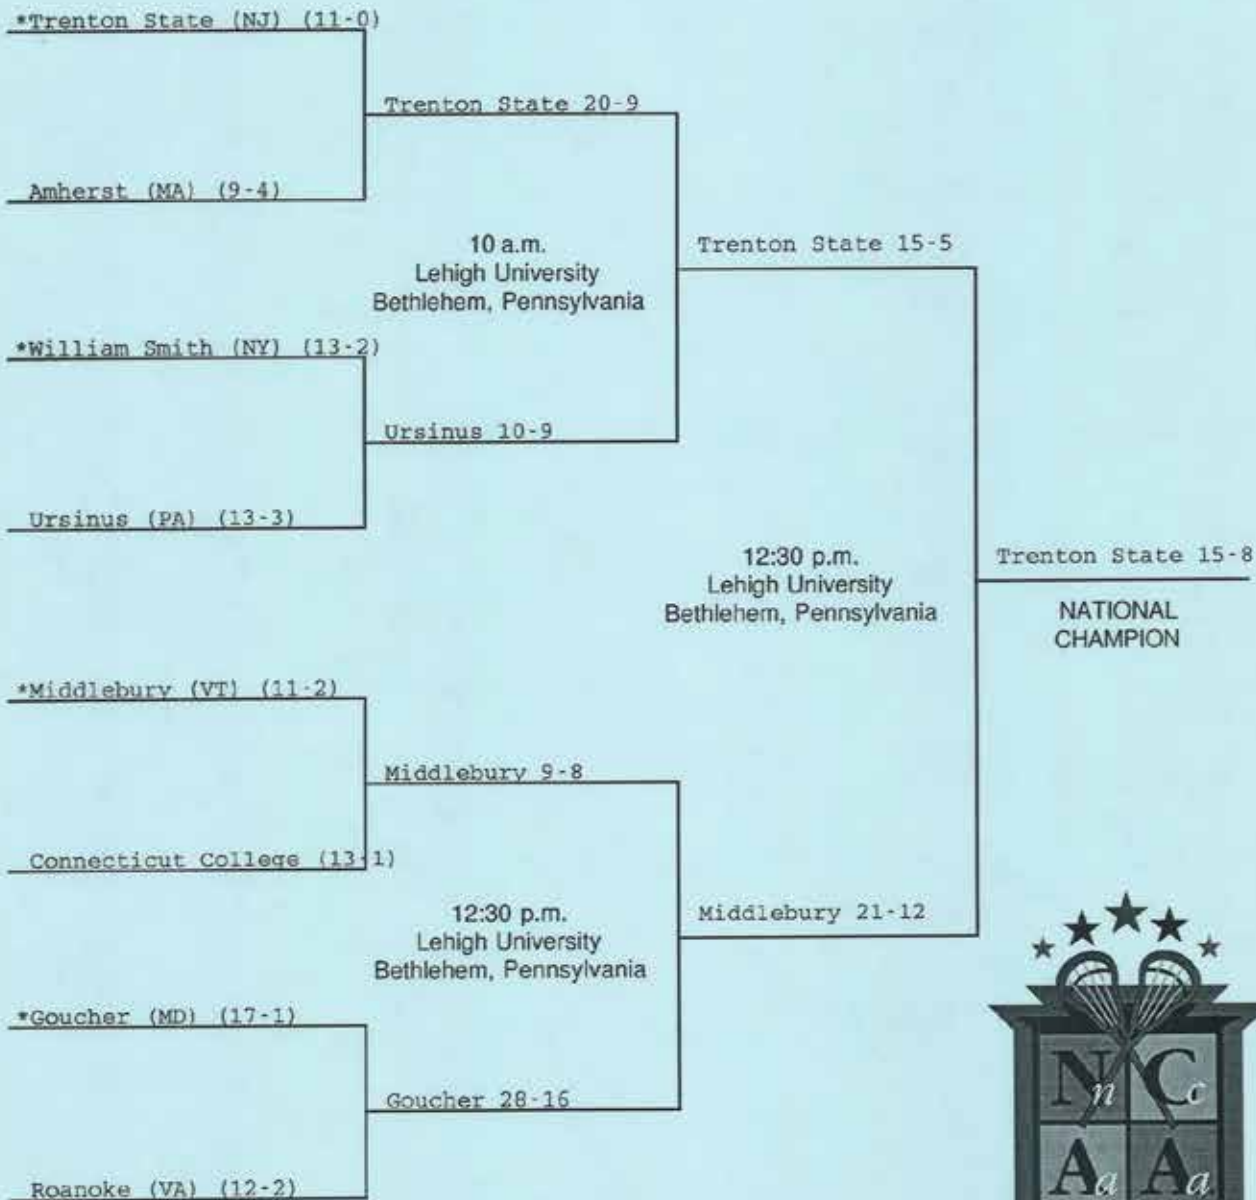 *Trenton State (NJ) (11-0)
Trenton State 20-9
Amherst (MA) (9-4)
10 a.m.
Lehigh University
Bethlehem, Pennsylvania
Trenton State 15-5
*William Smith (NY) (13-2)
Ursinus 10-9
Ursinus (PA) (13-3)
12:30 p.m.
Lehigh University
Bethlehem, Pennsylvania
Trenton State 15-8
NATIONAL
CHAMPION
*Middlebury (VT) (11-2)
Middlebury 9-8
Connecticut College (13-1)
12:30 p.m.
Lehigh University
Bethlehem, Pennsylvania
Middlebury 21-12
*Goucher (MD) (17-1)
Goucher 28-16
Roanoke (VA) (12-2)
N n C c
A a A a